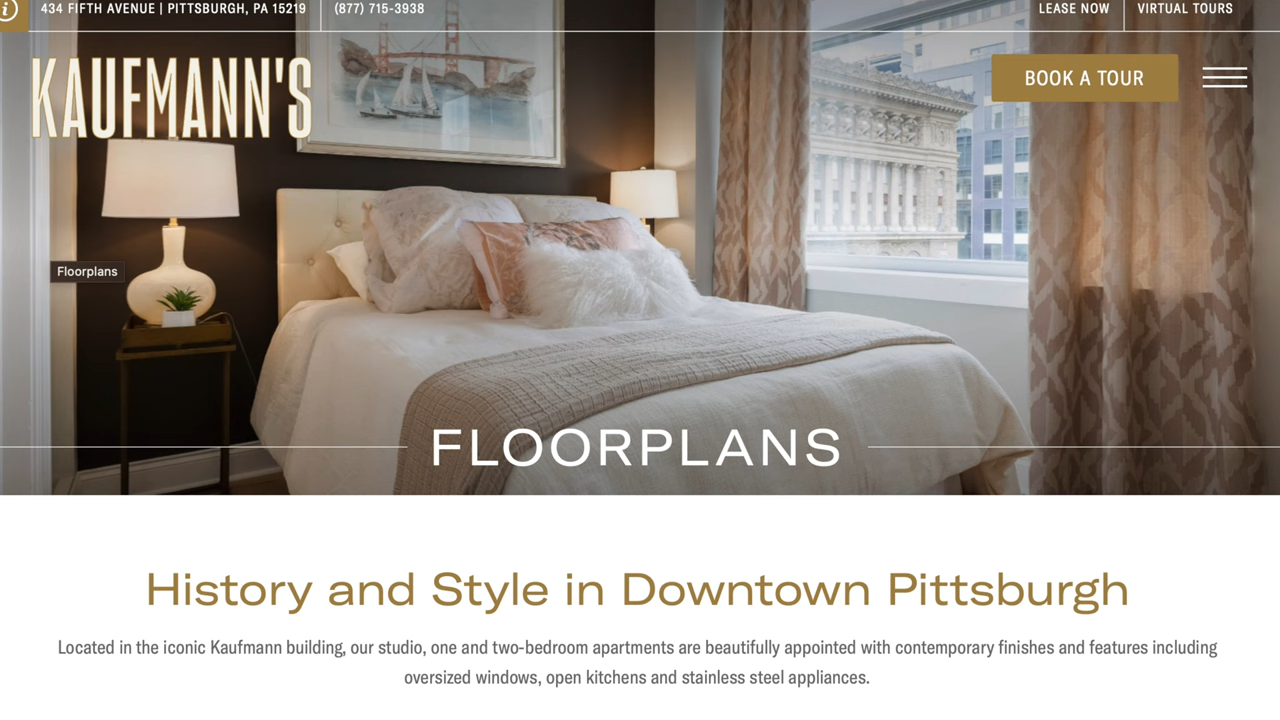 i
434 FIFTH AVENUE | PITTSBURGH, PA 15219
(877) 715-3938
LEASE NOW
VIRTUAL TOURS
KAUFMANN'S
BOOK A TOUR
Floorplans
FLOORPLANS
History and Style in Downtown Pittsburgh
Located in the iconic Kaufmann building, our studio, one and two-bedroom apartments are beautifully appointed with contemporary finishes and features including
oversized windows, open kitchens and stainless steel appliances.